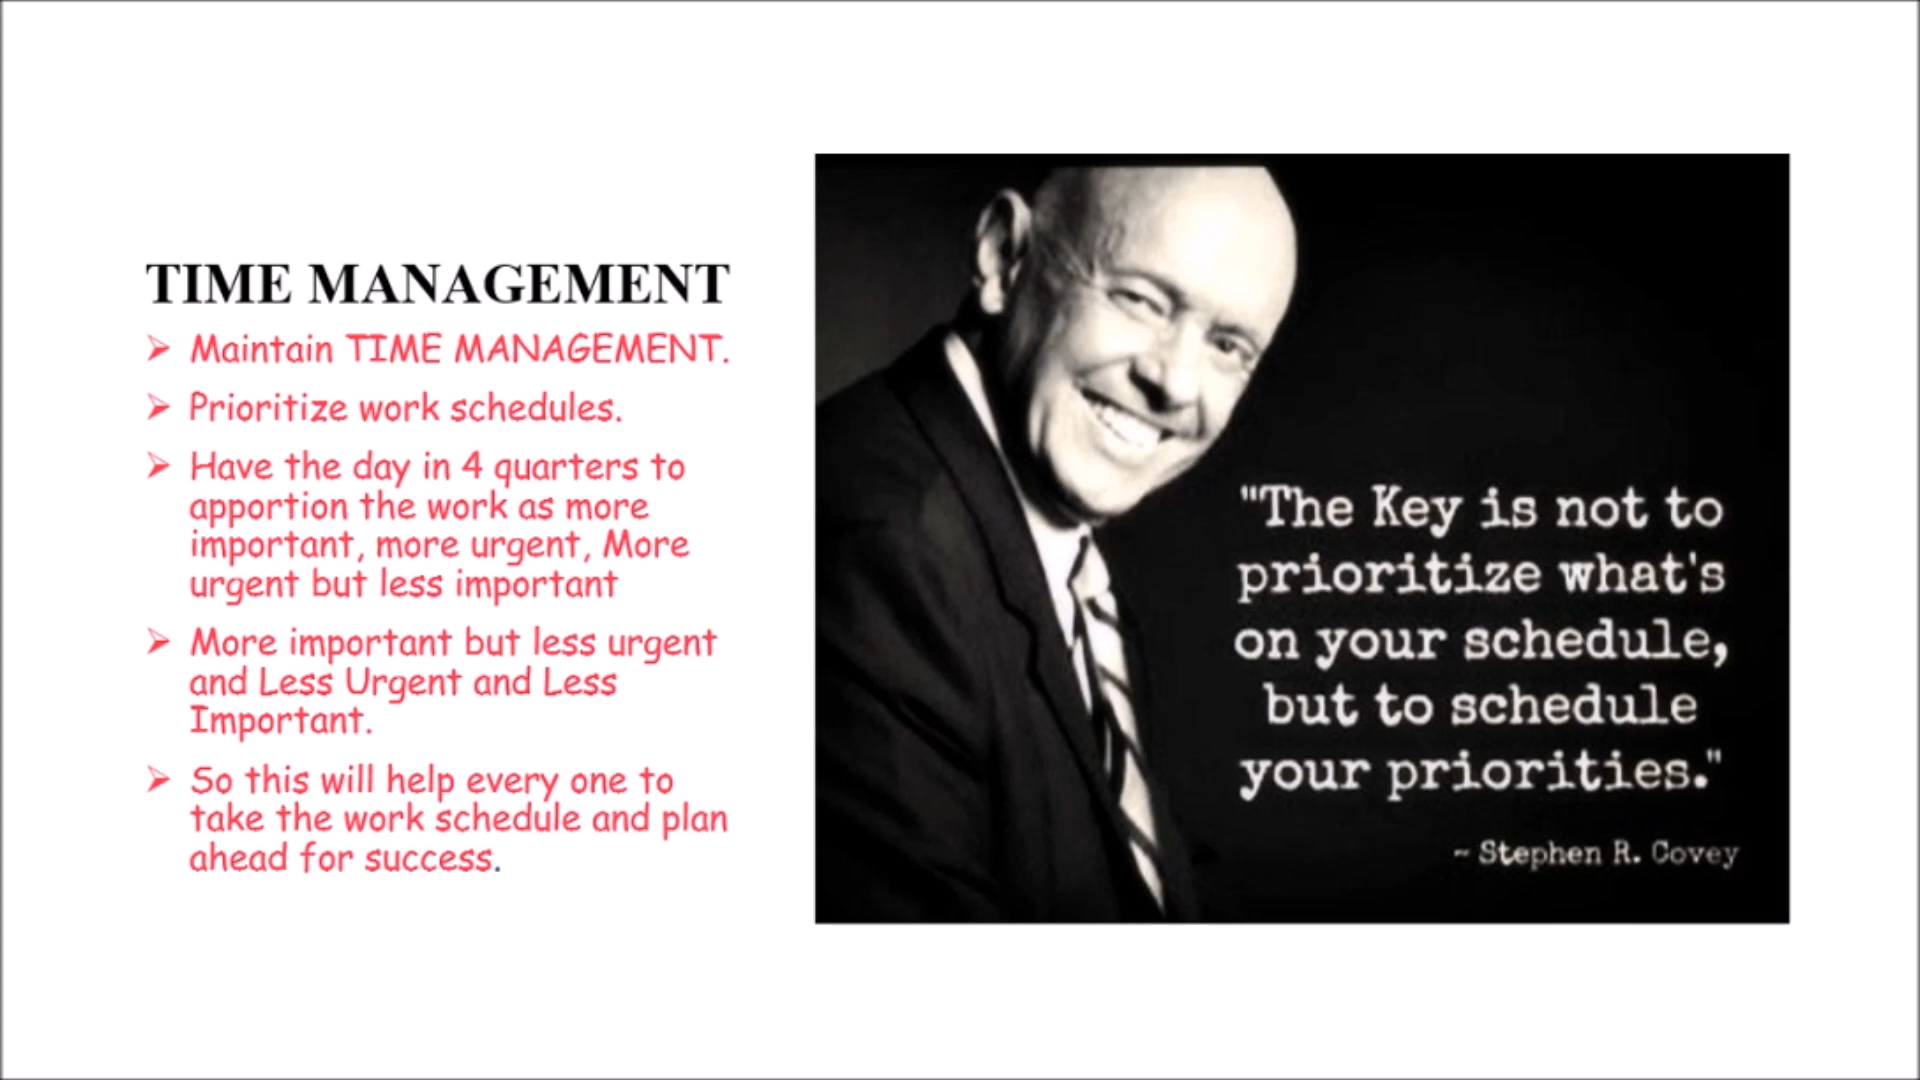 TIME MANAGEMENT
➢ Maintain TIME MANAGEMENT.
➢ Prioritize work schedules.
➢ Have the day in 4 quarters to
apportion the work as more
important, more urgent, More
urgent but less important
➢ More important but less urgent
and Less Urgent and Less
Important.
➢ So this will help every one to
take the work schedule and plan
ahead for success.
"The Key is not to
prioritize what's
on your schedule,
but to schedule
your priorities."
~ Stephen R. Covey